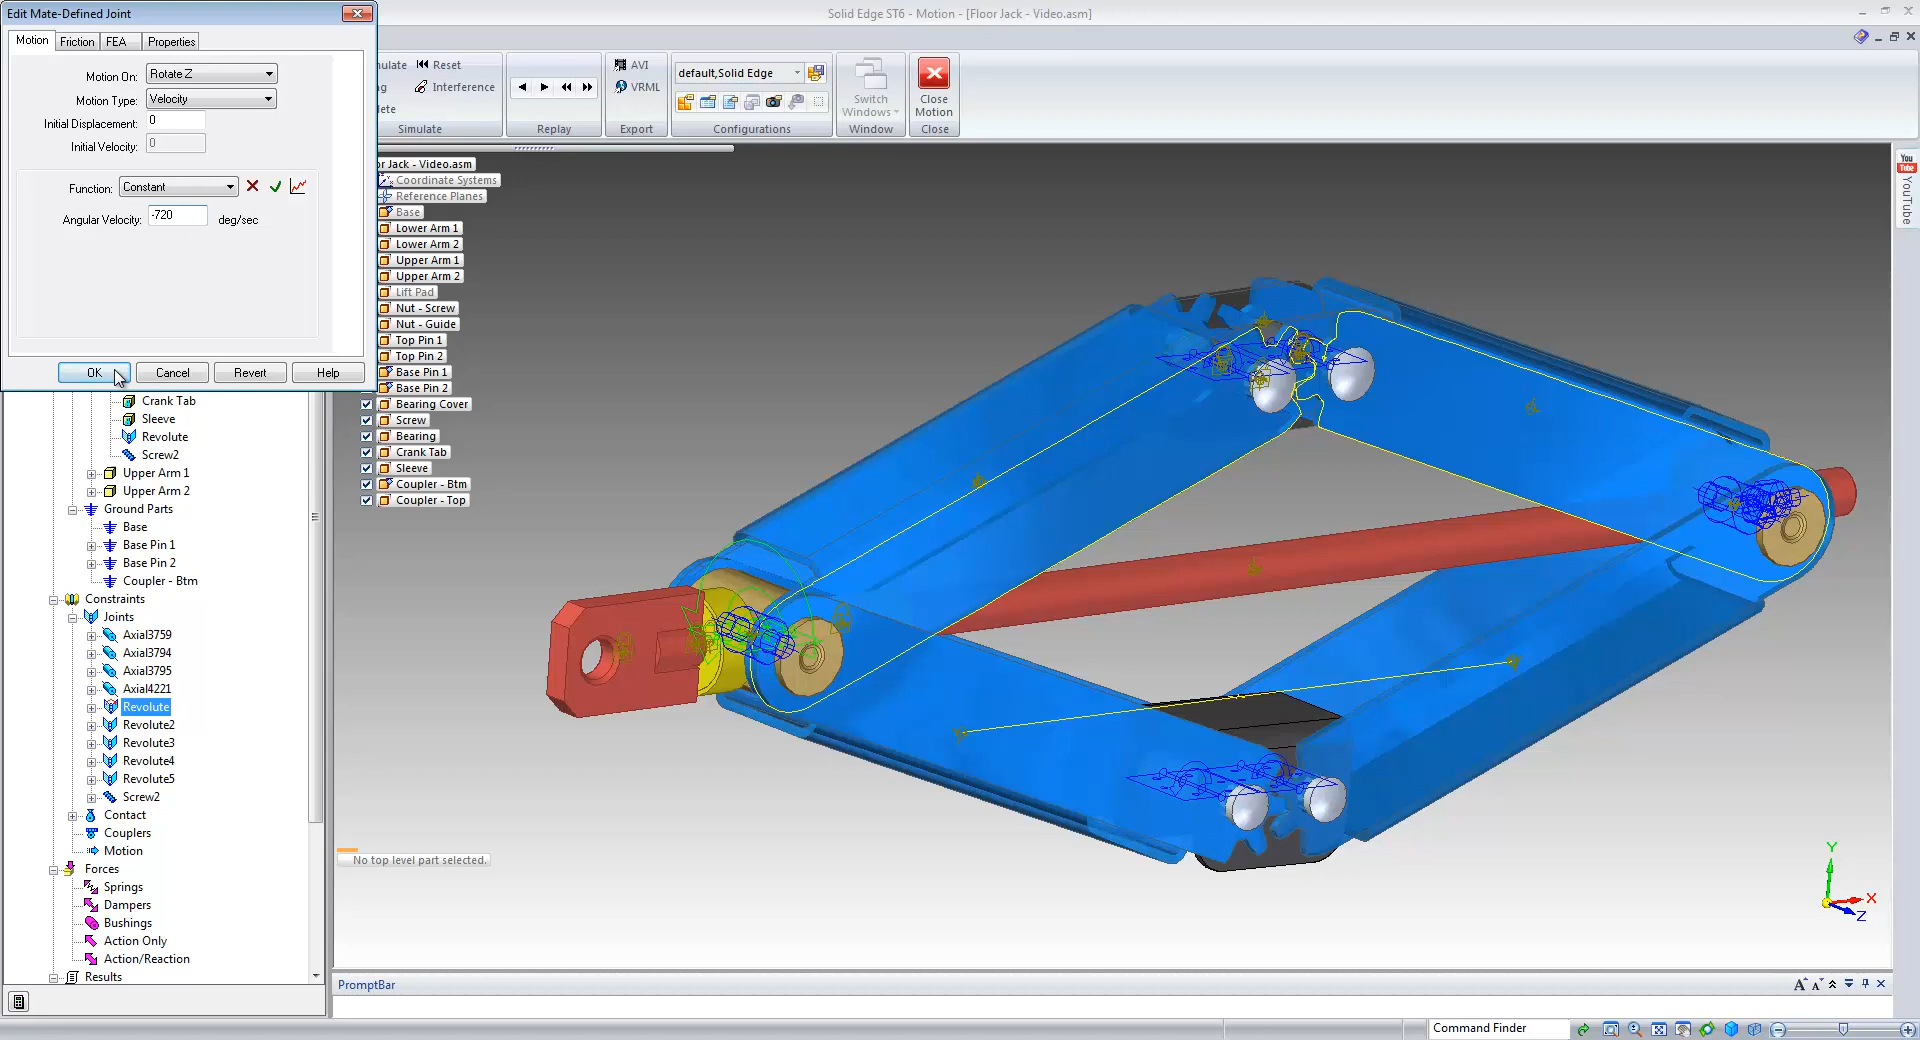 Edit Mate-Defined Joint
Solid Edge ST6 - Motion - [Floor Jack - Video.asm]
Motion
Friction
FEA
Properties
Motion On:
Rotate Z
Motion Type:
Velocity
Initial Displacement:
0
Initial Velocity:
0
Function:
Constant
Angular Velocity:
-720
deg/sec
OK
Cancel
Revert
Help
Reset
Interference
Simulate
Replay
AVI
VRML
Export
default,Solid Edge
Configurations
Switch
Windows
Window
Close
Motion
Close
You
Tube
YouTube
or Jack - Video.asm
Coordinate Systems
Reference Planes
Base
Lower Arm 1
Lower Arm 2
Upper Arm 1
Upper Arm 2
Lift Pad
Nut - Screw
Nut - Guide
Top Pin 1
Top Pin 2
Base Pin 1
Base Pin 2
Bearing Cover
Screw
Bearing
Crank Tab
Sleeve
Coupler - Btm
Coupler - Top
Crank Tab
Sleeve
Revolute
Screw2
Upper Arm 1
Upper Arm 2
Ground Parts
Base
Base Pin 1
Base Pin 2
Coupler - Btm
Constraints
Joints
Axial3759
Axial3794
Axial3795
Axial4221
Revolute
Revolute2
Revolute3
Revolute4
Revolute5
Screw2
Contact
Couplers
Motion
Forces
Springs
Dampers
Bushings
Action Only
Action/Reaction
Results
No top level part selected.
Y
X
Z
PromptBar
Command Finder